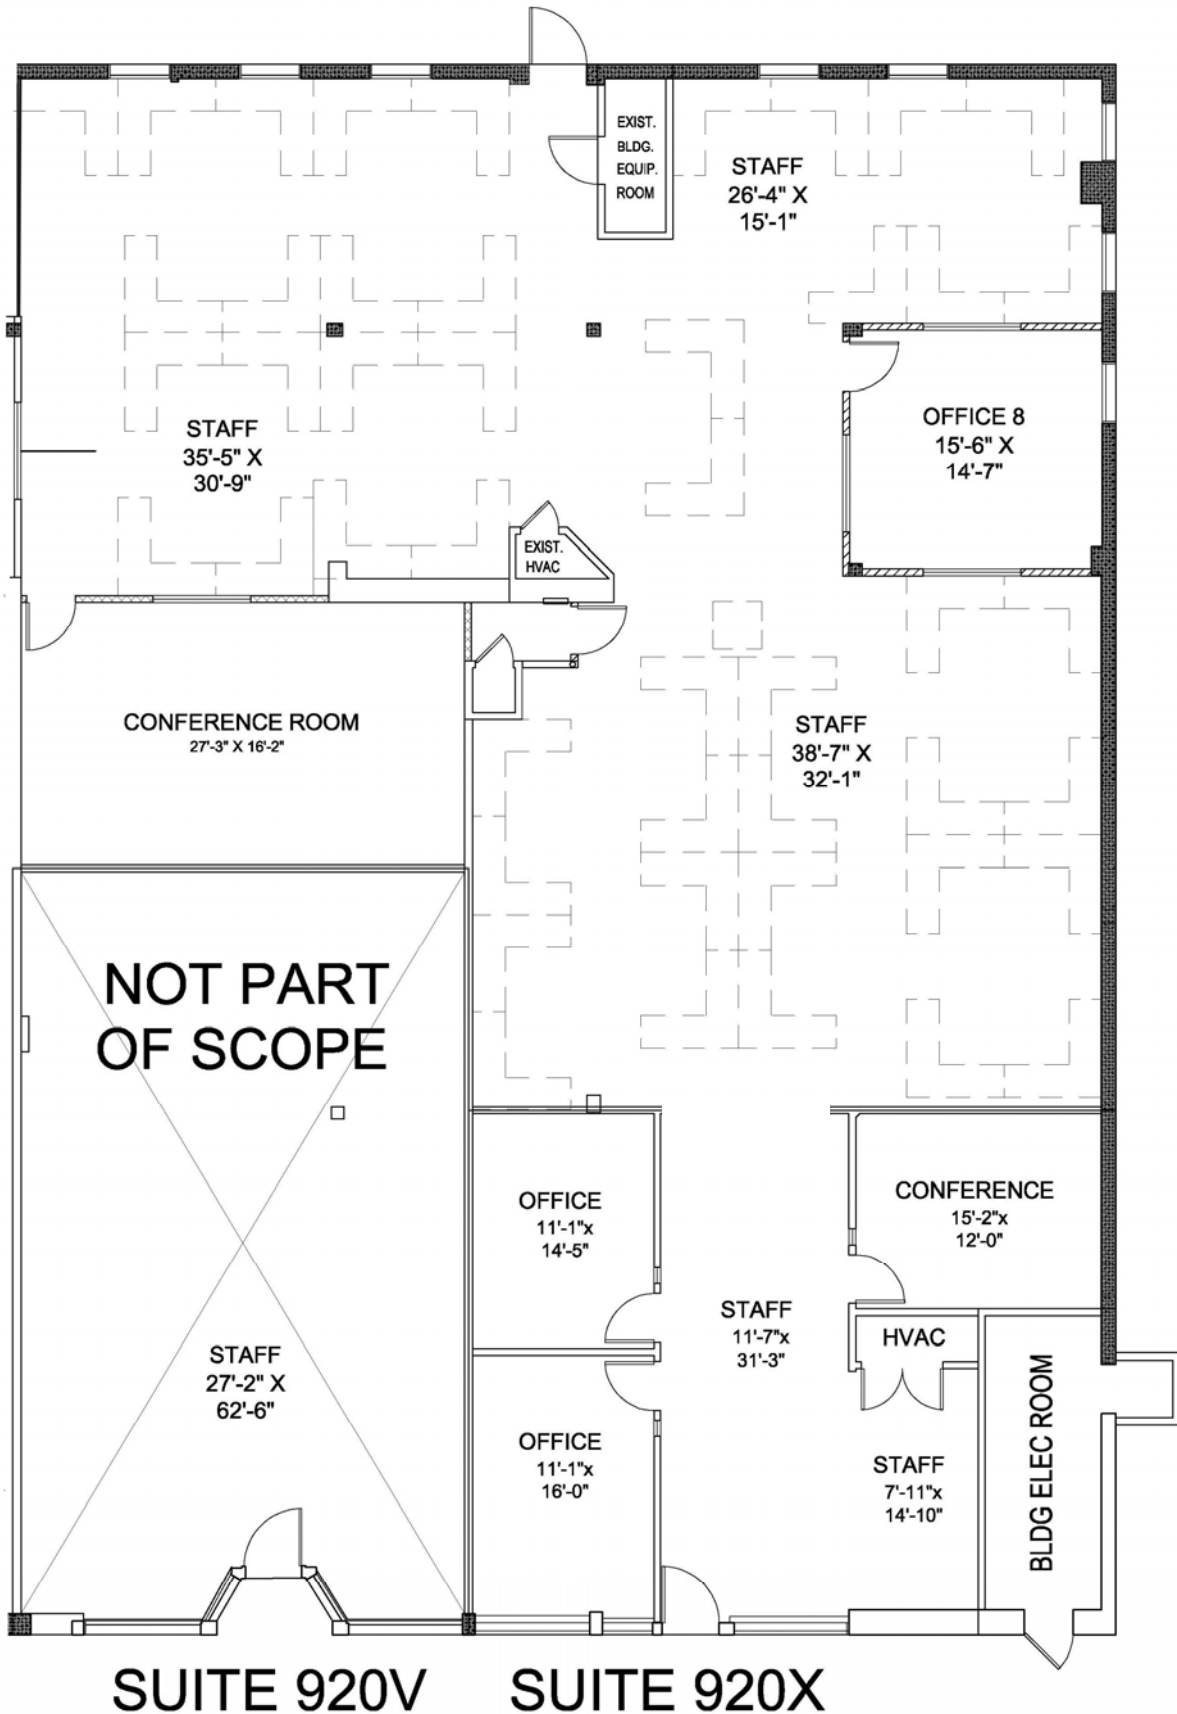 EXIST.
BLDG.
EQUIP.
ROOM
STAFF
26'-4" X
15'-1"
STAFF
35'-5" X
30'-9"
OFFICE 8
15'-6" X
14'-7"
EXIST.
HVAC
CONFERENCE ROOM
27'-3" X 16'-2"
STAFF
38'-7" X
32'-1"
NOT PART
OF SCOPE
OFFICE
11'-1"x
14'-5"
CONFERENCE
15'-2"x
12'-0"
STAFF
11'-7"x
31'-3"
HVAC
STAFF
27'-2" X
62'-6"
OFFICE
11'-1"x
16'-0"
STAFF
7'-11"x
14'-10"
BLDG ELEC ROOM
SUITE 920V
SUITE 920X